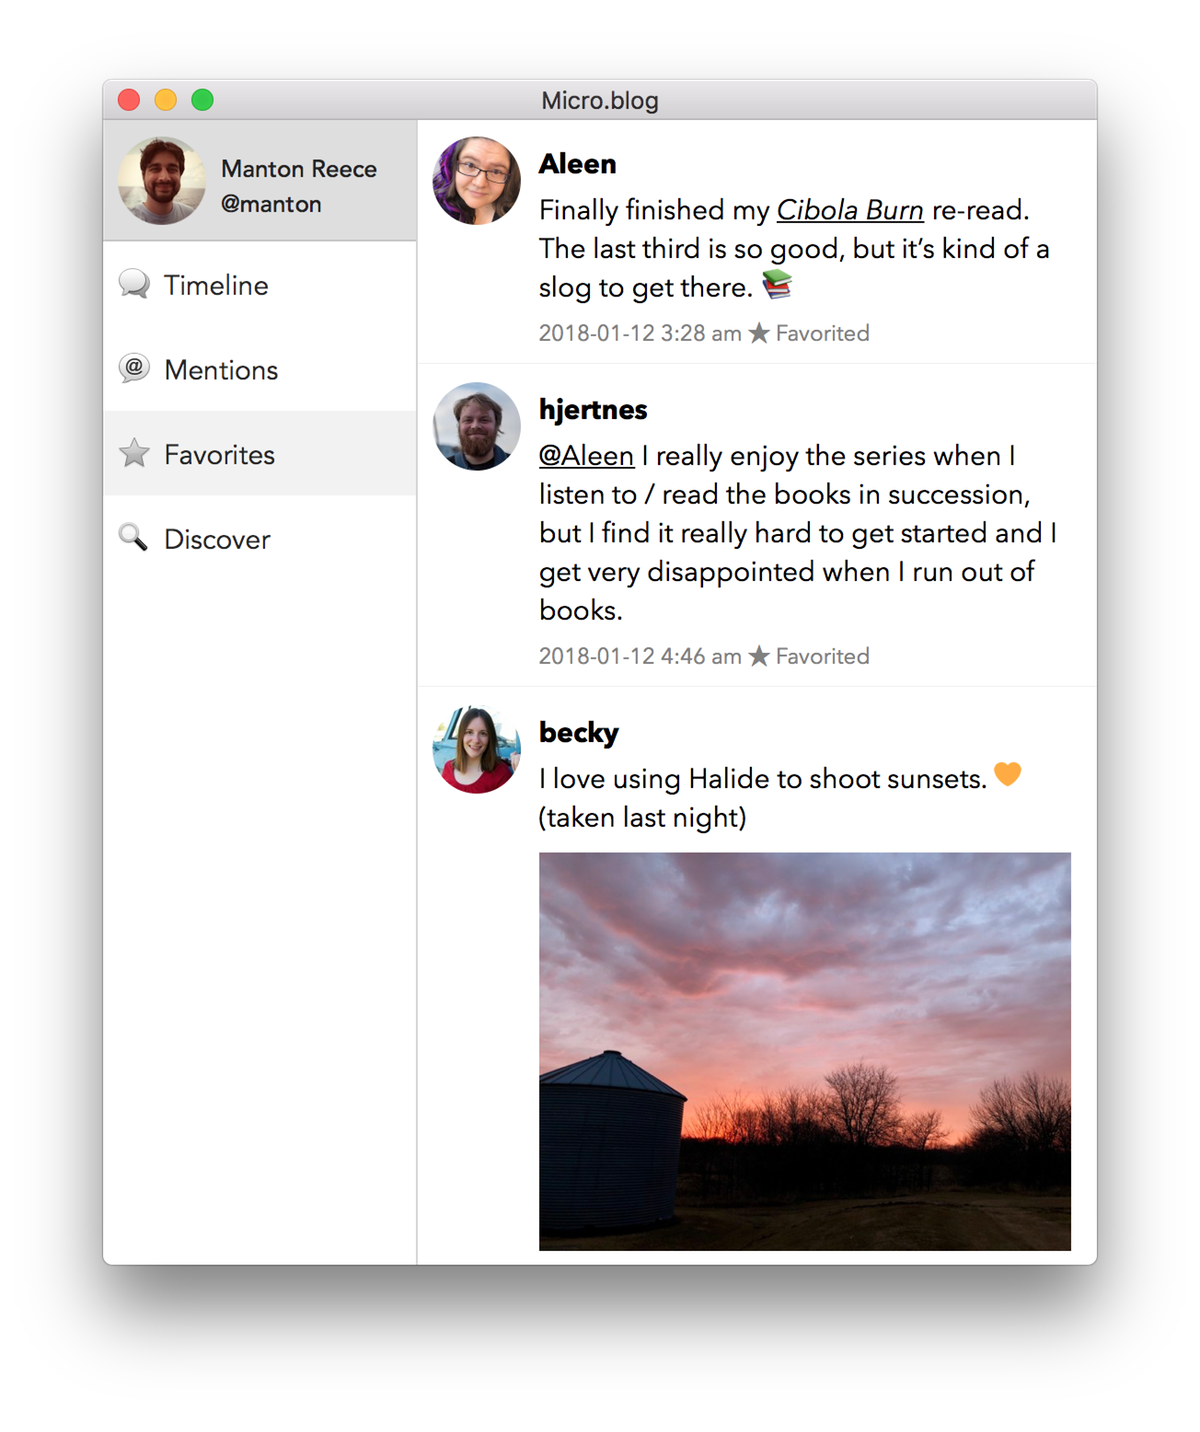 Micro.blog
Manton Reece
@manton
Timeline
Mentions
Favorites
Discover
Aleen
Finally finished my Cibola Burn re-read.
The last third is so good, but it’s kind of a
slog to get there. 📚
2018-01-12 3:28 am ★ Favorited
hjertnes
@Aleen I really enjoy the series when I
listen to / read the books in succession,
but I find it really hard to get started and I
get very disappointed when I run out of
books.
2018-01-12 4:46 am ★ Favorited
becky
I love using Halide to shoot sunsets. 🧡
(taken last night)